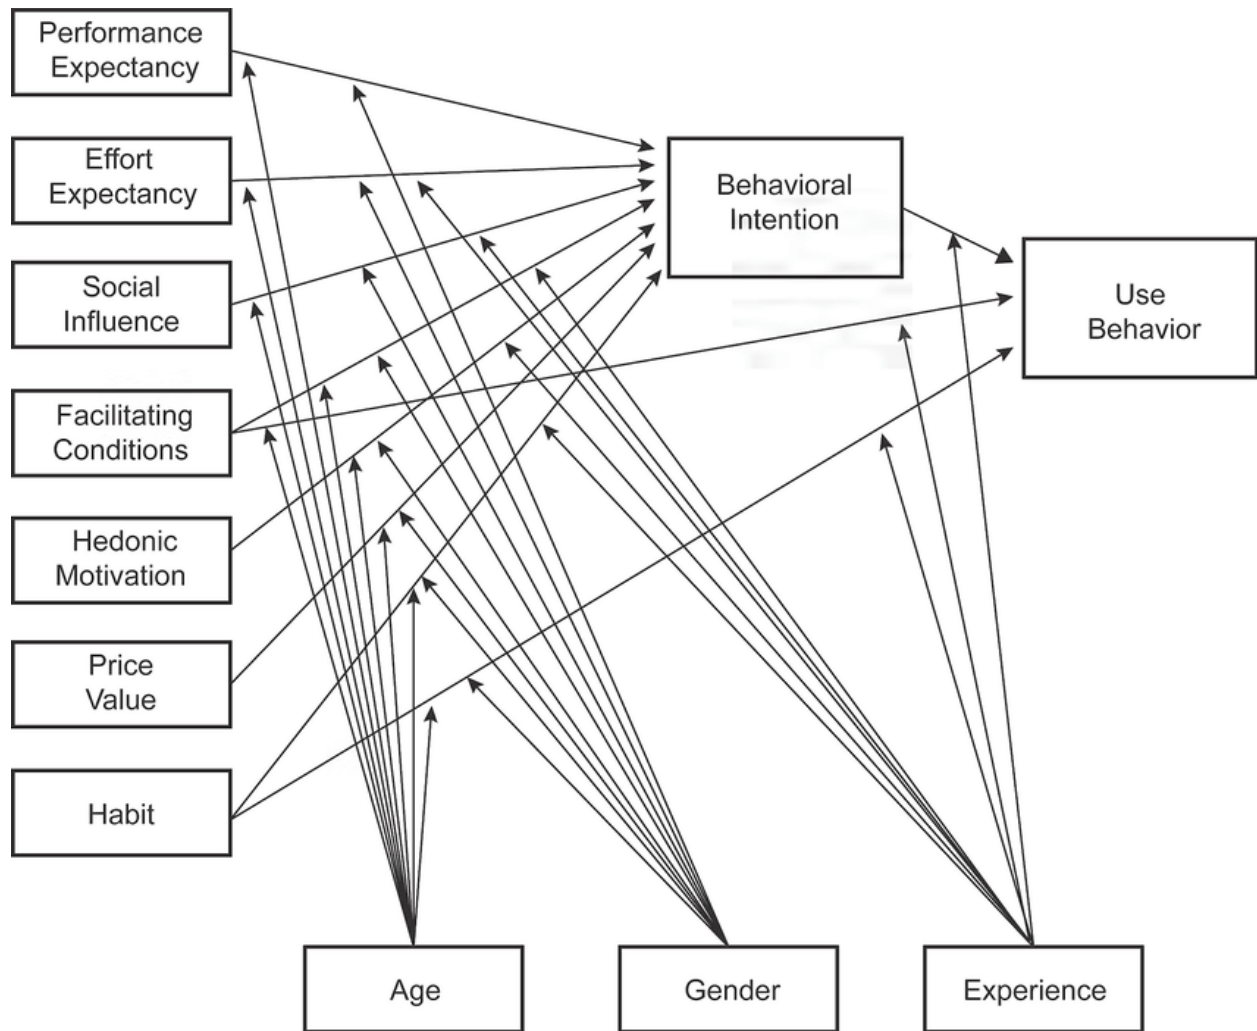 Performance
Expectancy
Effort
Expectancy
Social
Influence
Facilitating
Conditions
Hedonic
Motivation
Price
Value
Habit
Behavioral
Intention
Use
Behavior
Age
Gender
Experience